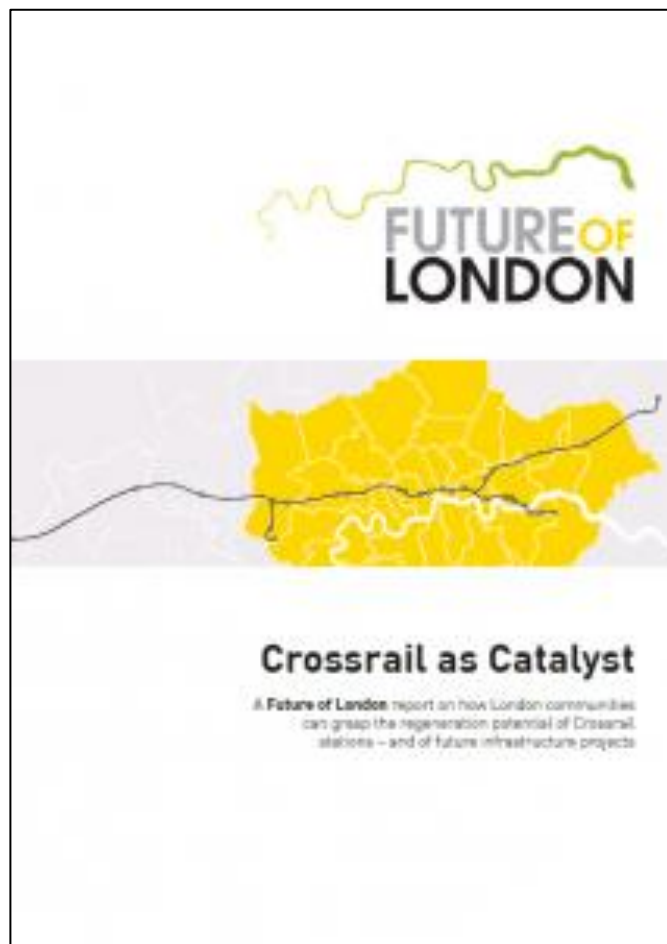 FUTURE OF
LONDON
Crossrail as Catalyst
A Future of London report on how London communities
can grasp the regeneration potential of Crossrail
stations – and of future infrastructure projects